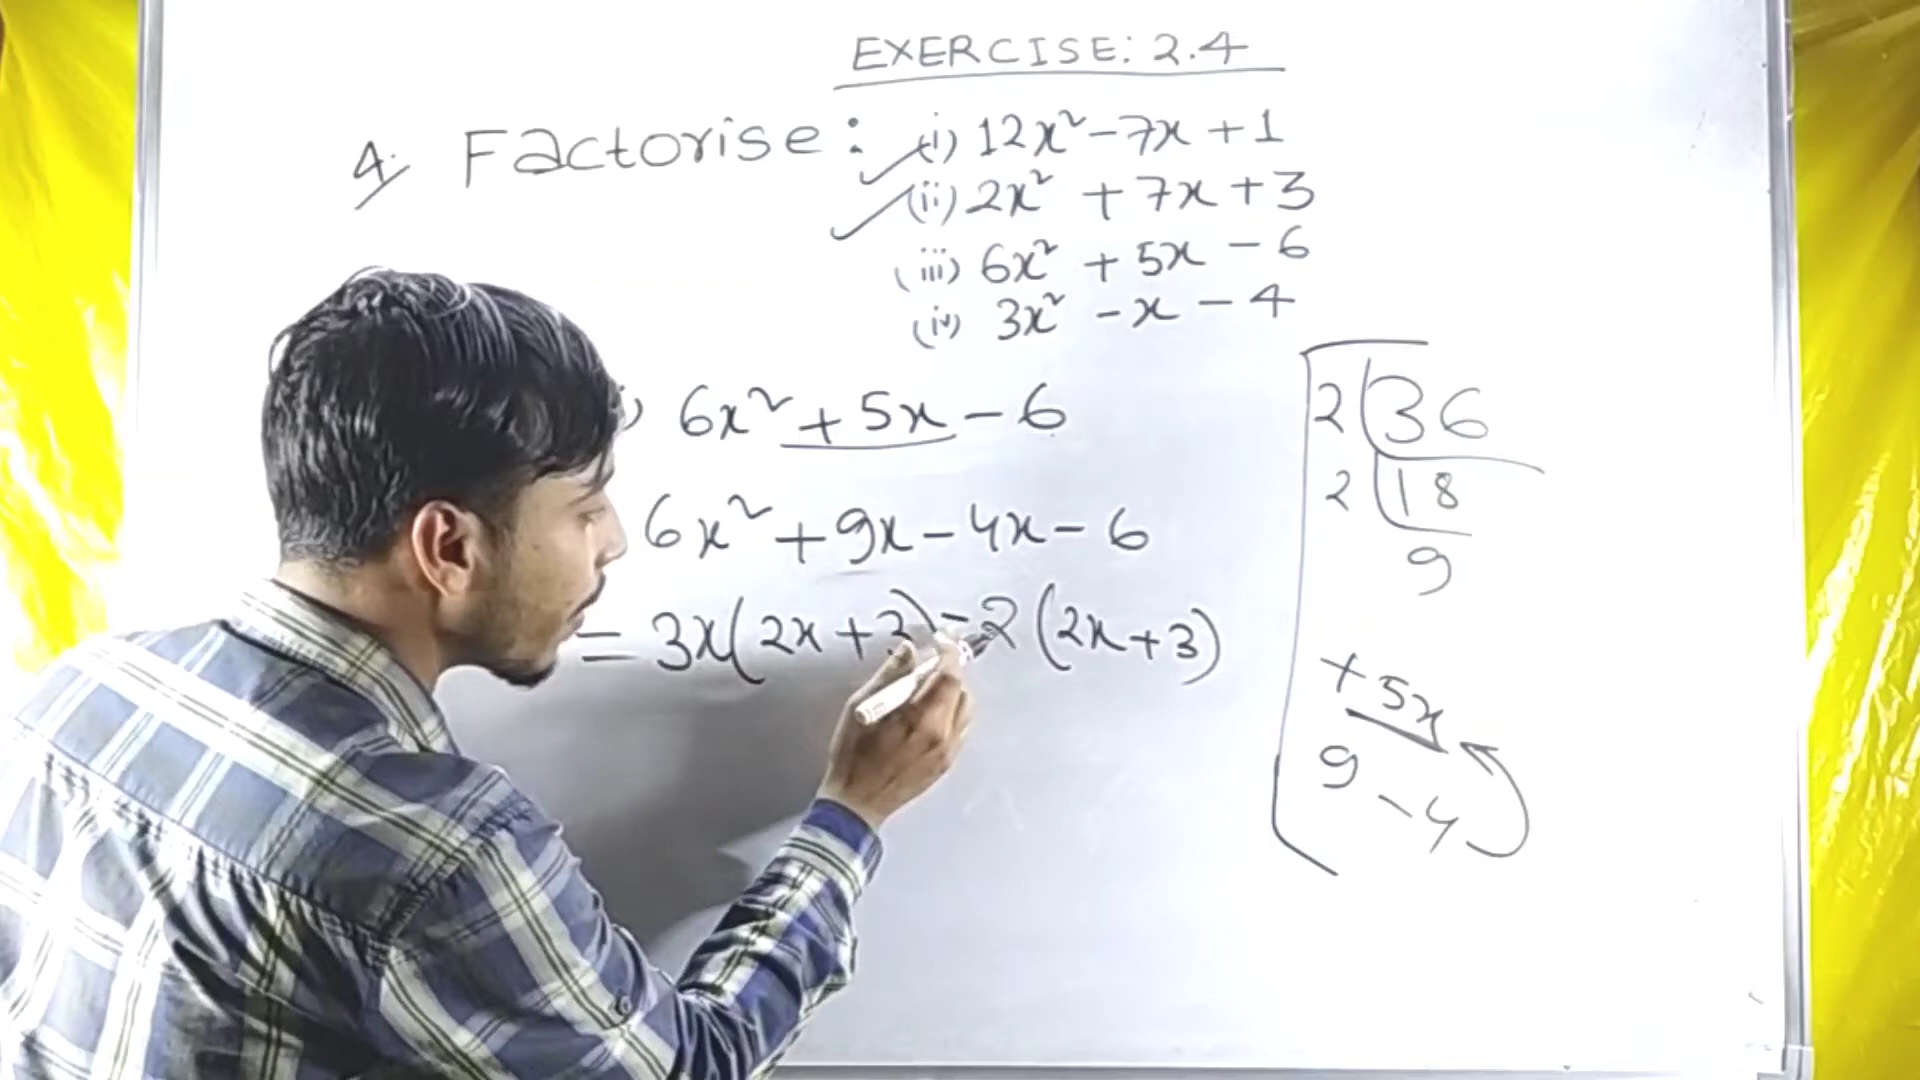 EXERCISE: 2.4
4. Factorise: (i) 12x² - 7x + 1
(ii) 2x² + 7x + 3
(iii) 6x² + 5x - 6
(iv) 3x² - x - 4
) 6x² + 5x - 6
6x² + 9x - 4x - 6
= 3x(2x + 3) - 2(2x + 3)
2 36
2 18
9
+5x
9 - 4